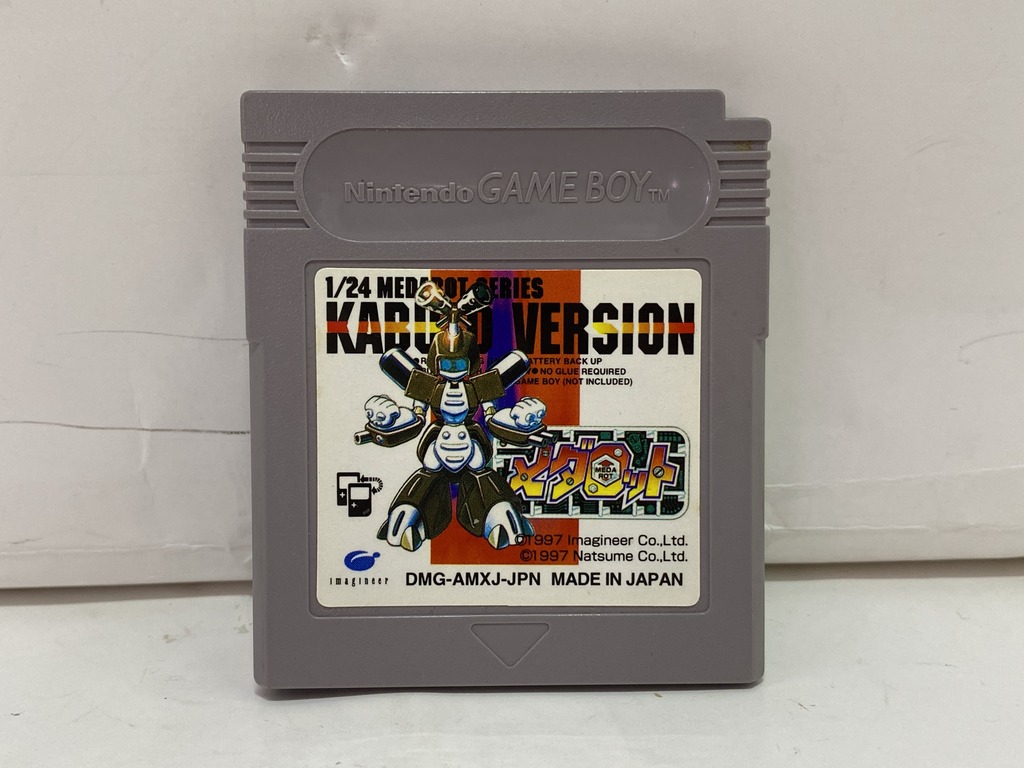 Nintendo GAME BOY TM
1/24 MEDAROT SERIES
KABUTO VERSION
BATTERY BACK UP
NO GLUE REQUIRED
GAME BOY (NOT INCLUDED)
メダロット
MEDA
ROT
©1997 Imagineer Co.,Ltd.
©1997 Natsume Co.,Ltd.
imagineer
DMG-AMXJ-JPN MADE IN JAPAN